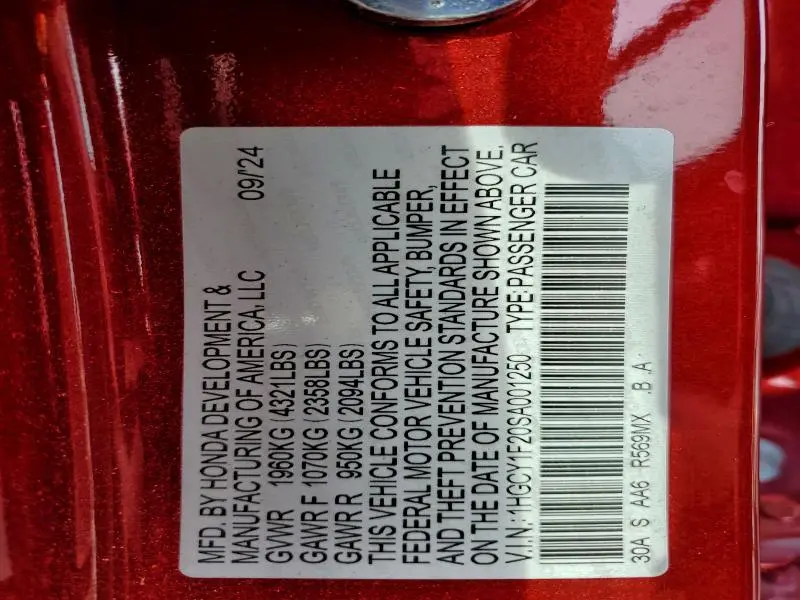 MFD. BY HONDA DEVELOPMENT &
MANUFACTURING OF AMERICA, LLC 09/'24
GVWR 1960KG (4321LBS)
GAWR F 1070KG (2358LBS)
GAWR R 950KG (2094LBS)
THIS VEHICLE CONFORMS TO ALL APPLICABLE
FEDERAL MOTOR VEHICLE SAFETY, BUMPER,
AND THEFT PREVENTION STANDARDS IN EFFECT
ON THE DATE OF MANUFACTURE SHOWN ABOVE.
V.I.N.: 1HGCY1F20SA001250 TYPE: PASSENGER CAR
30A S AA6 R569MX .B .A